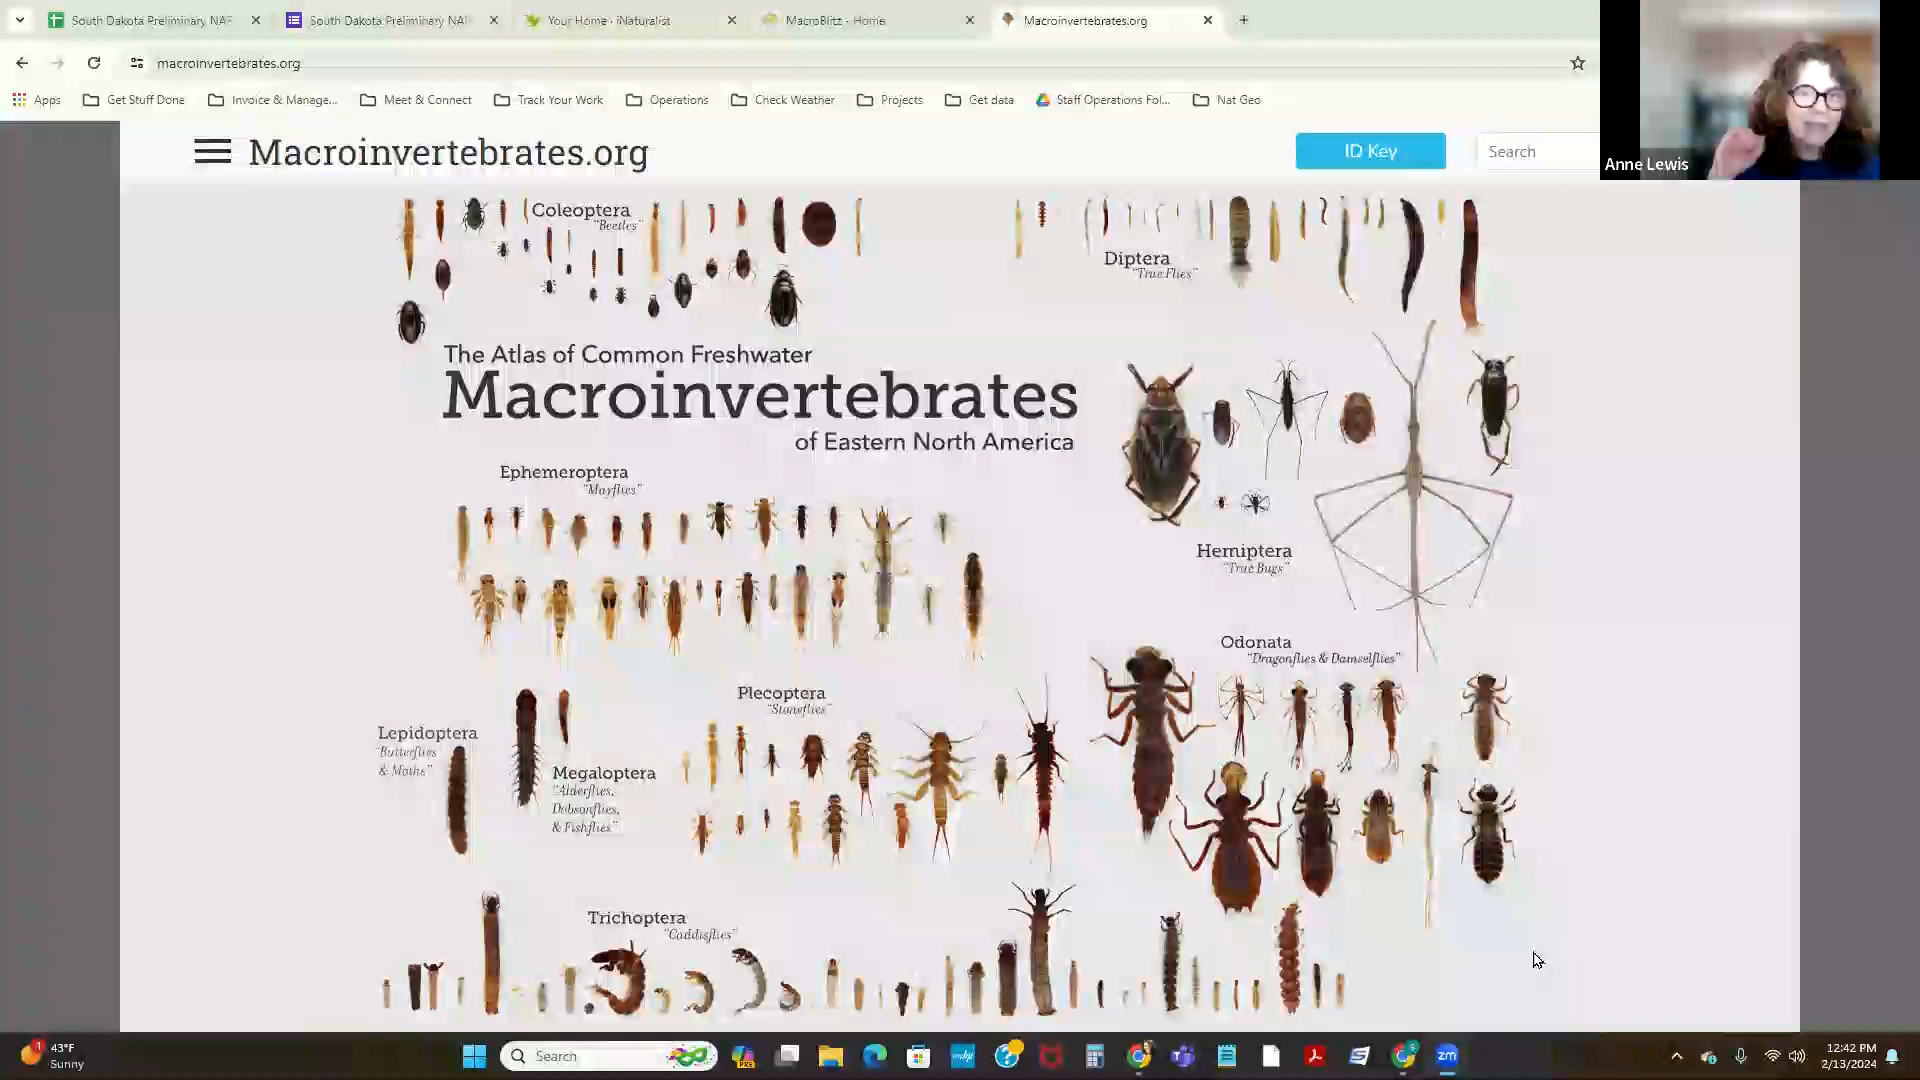 South Dakota Preliminary NAF
South Dakota Preliminary NAF
Your Home · iNaturalist
MacroBlitz - Home
Macroinvertebrates.org
macroinvertebrates.org
Apps
Get Stuff Done
Invoice & Manage...
Meet & Connect
Track Your Work
Operations
Check Weather
Projects
Get data
Staff Operations Fol...
Nat Geo
Macroinvertebrates.org
ID Key
Search
Anne Lewis
Coleoptera
"Beetles"
Diptera
"True Flies"
The Atlas of Common Freshwater
Macroinvertebrates
of Eastern North America
Ephemeroptera
"Mayflies"
Hemiptera
"True Bugs"
Odonata
"Dragonflies & Damselflies"
Plecoptera
"Stoneflies"
Lepidoptera
"Butterflies
& Moths"
Megaloptera
"Alderflies,
Dobsonflies,
& Fishflies"
Trichoptera
"Caddisflies"
1
43°F
Sunny
Search
PRE
zm
12:42 PM
2/13/2024